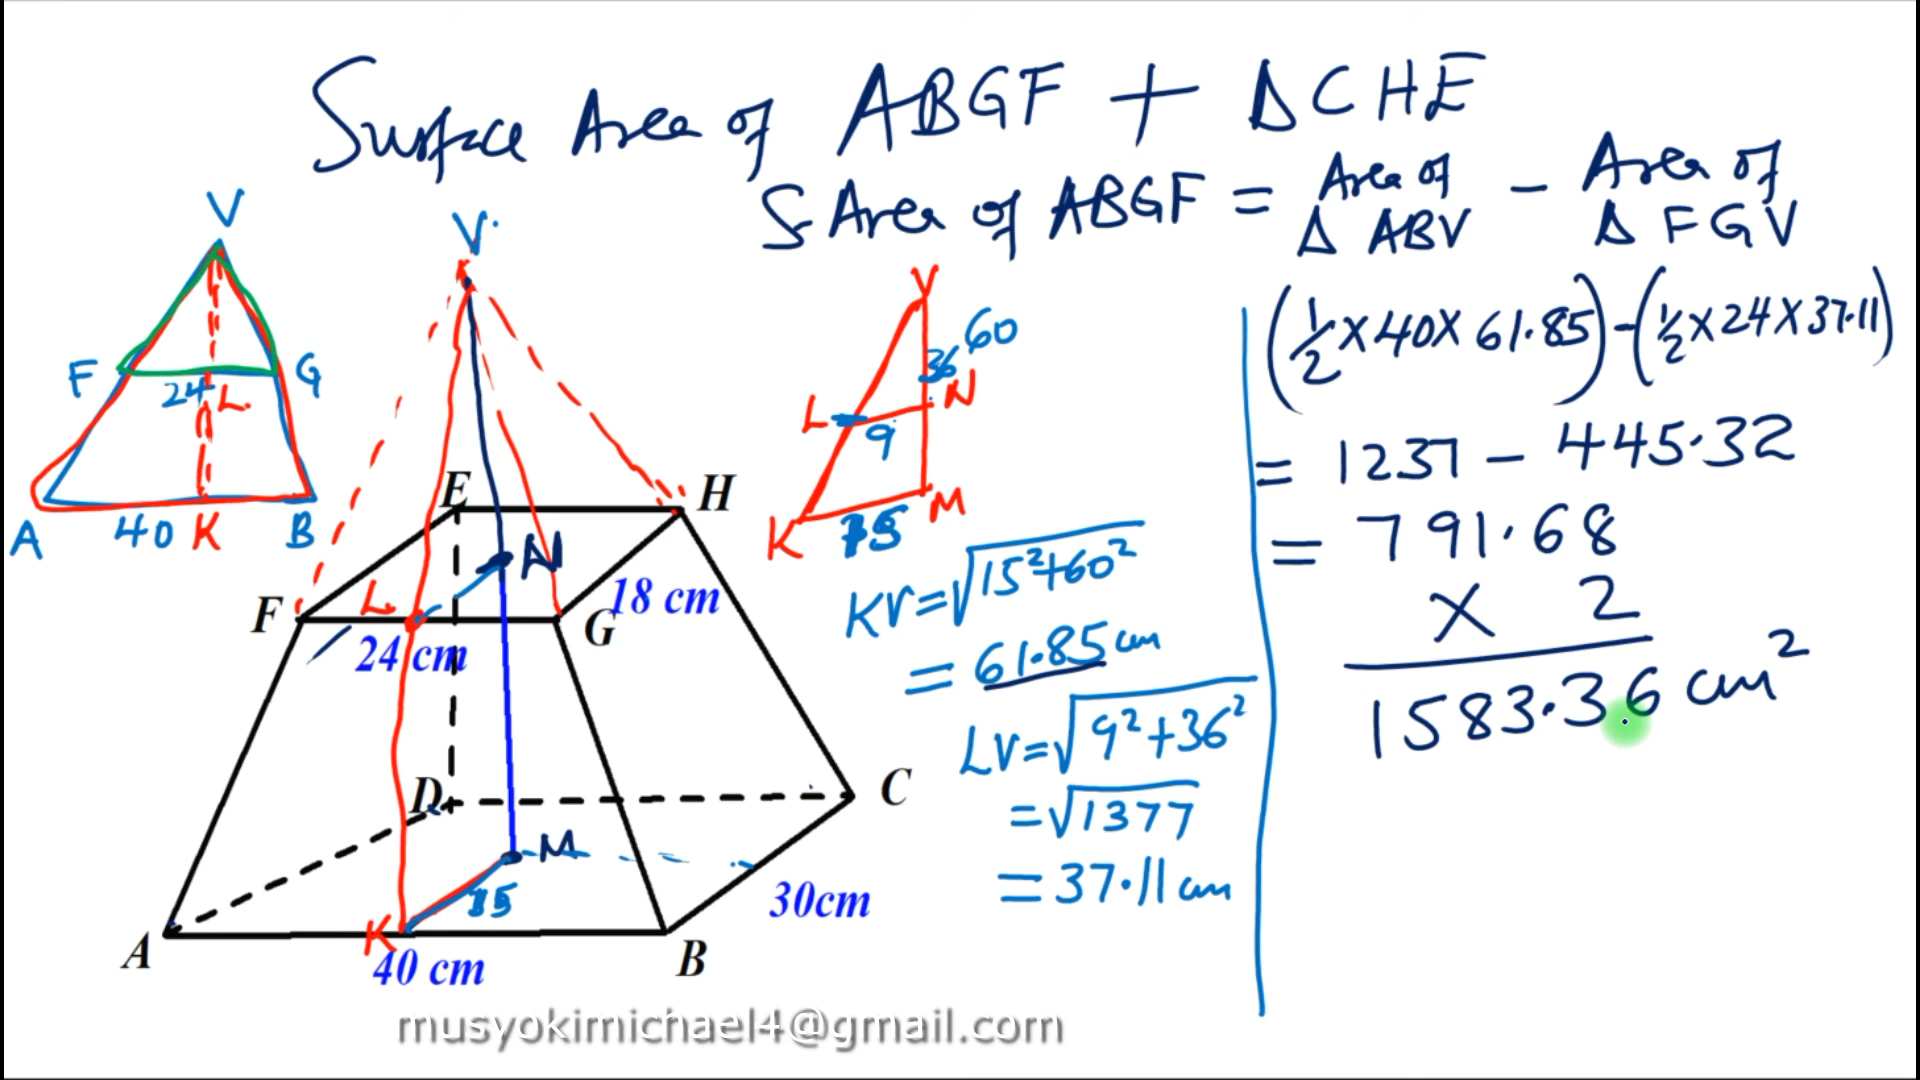 Surface Area of ABGF + Δ CHE
S Area of ABGF = Area of Δ ABV − Area of Δ FGV
(1/2 × 40 × 61.85) − (1/2 × 24 × 37.11)
= 1237 − 445.32
= 791.68
× 2
1583.36 cm²
V
F
G
24
L.
A
40
K
B
V.
E
H
N
F
L.
G
18 cm
24 cm
D
C
M
15
30cm
A
K
B
40 cm
V
60
36
L
N
9
K
15
M
KV = √15² + 60²
= 61.85 cm
LV = √9² + 36²
= √1377
= 37.11 cm
musyokimichael4@gmail.com